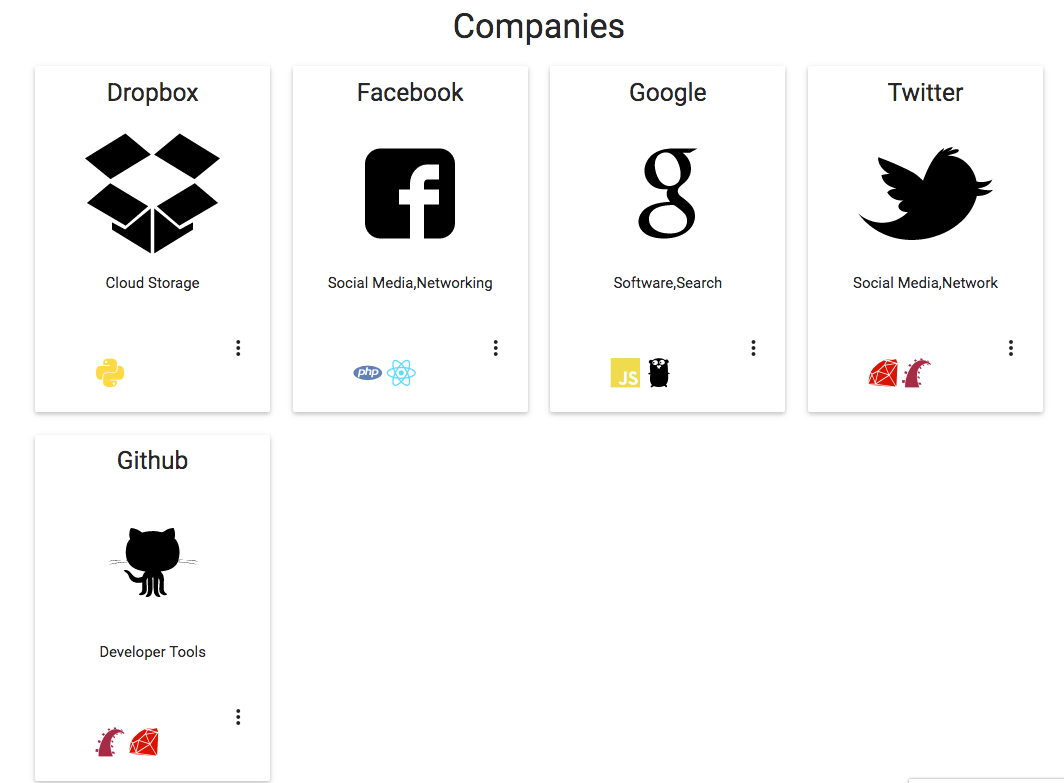 Companies
Dropbox
Facebook
Google
Twitter
Cloud Storage
Social Media,Networking
Software,Search
Social Media,Network
php
JS
Github
Developer Tools